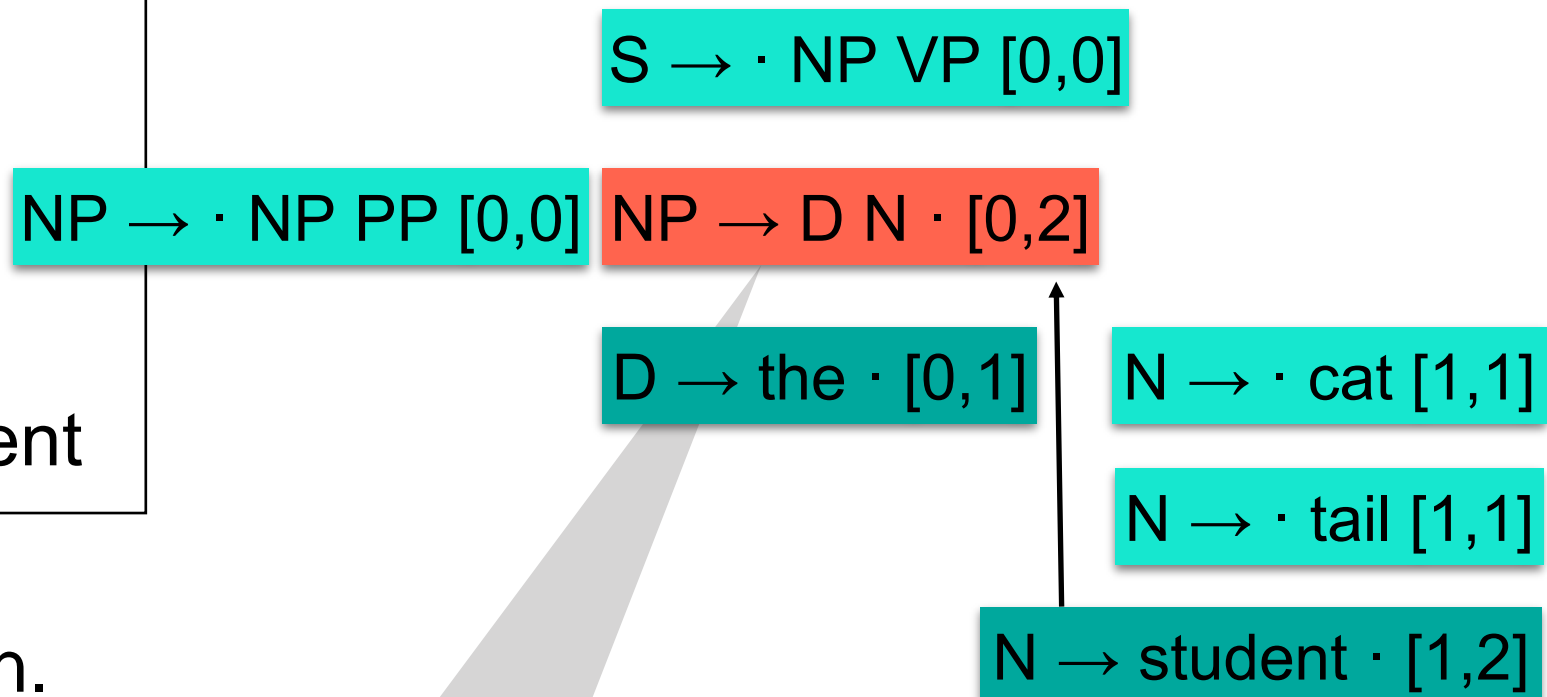 S → · NP VP [0,0]
NP → · NP PP [0,0]
NP → D N · [0,2]
D → the · [0,1]
N → · cat [1,1]
N → · tail [1,1]
N → student · [1,2]